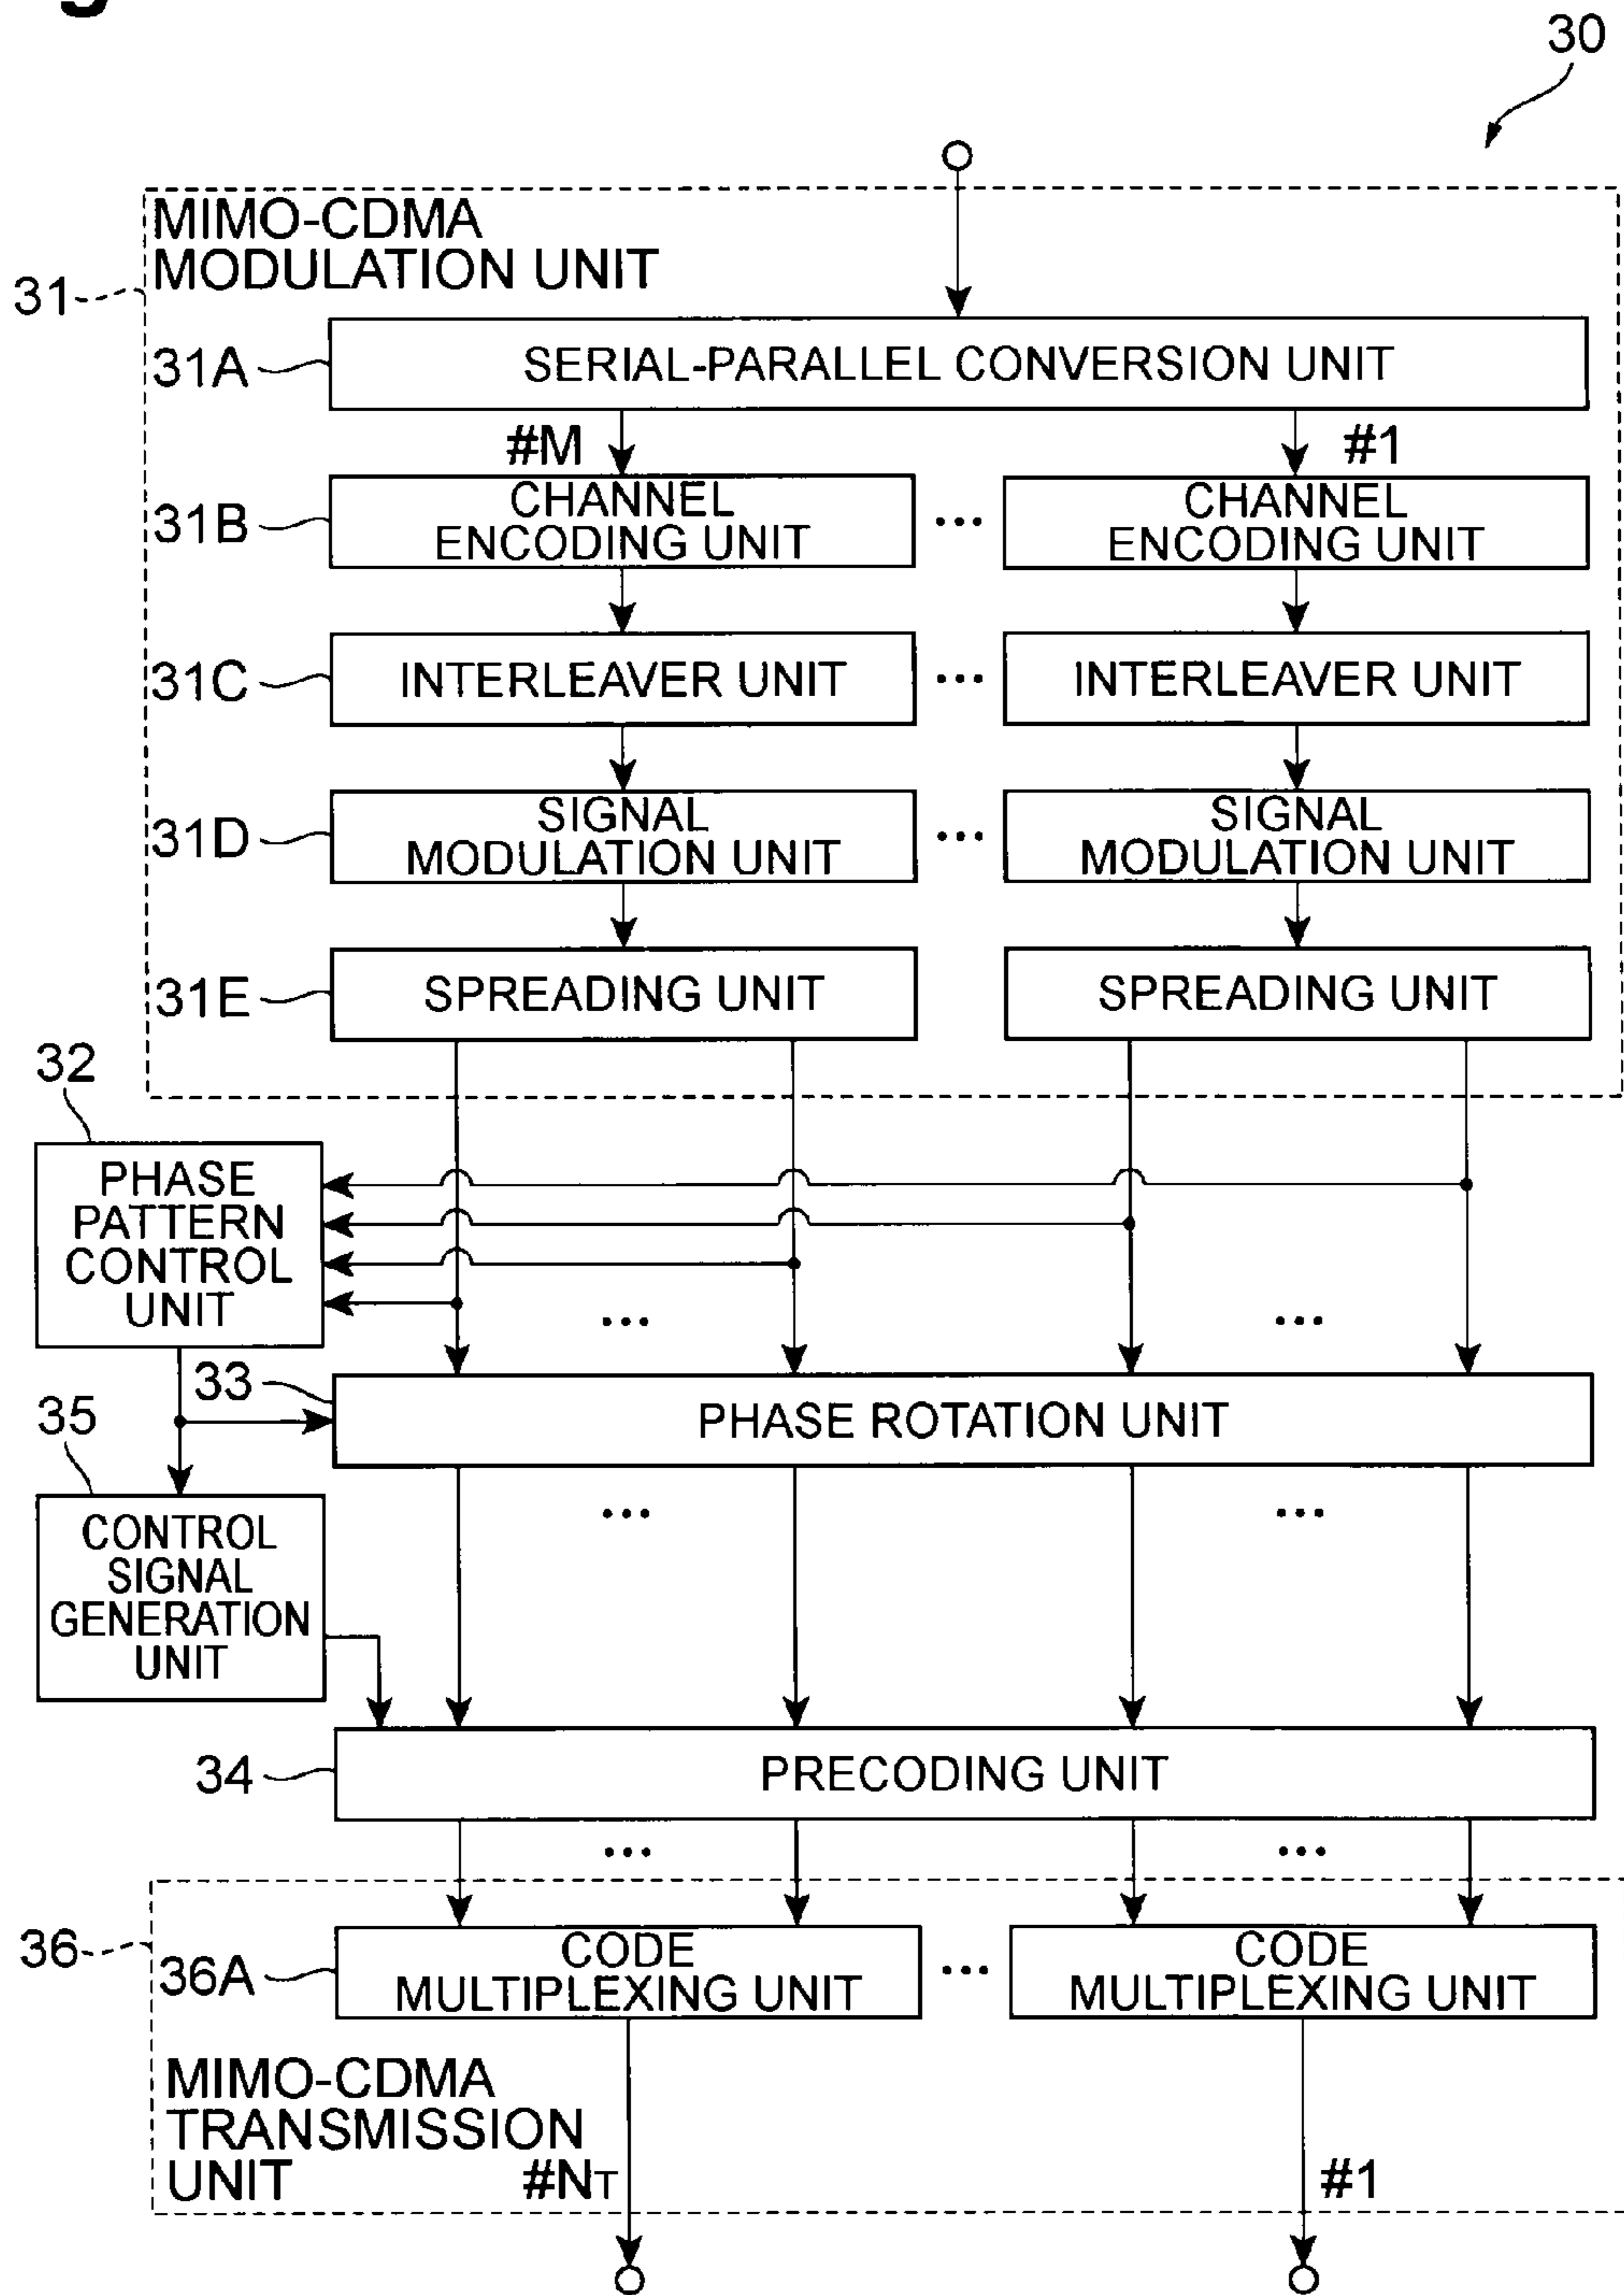 30
MIMO-CDMA
MODULATION UNIT
31
31A
SERIAL-PARALLEL CONVERSION UNIT
#M
#1
31B
CHANNEL
ENCODING UNIT
...
CHANNEL
ENCODING UNIT
31C
INTERLEAVER UNIT
...
INTERLEAVER UNIT
31D
SIGNAL
MODULATION UNIT
...
SIGNAL
MODULATION UNIT
31E
SPREADING UNIT
SPREADING UNIT
32
PHASE
PATTERN
CONTROL
UNIT
...
...
33
PHASE ROTATION UNIT
35
...
...
CONTROL
SIGNAL
GENERATION
UNIT
34
PRECODING UNIT
...
...
36
36A
CODE
MULTIPLEXING UNIT
...
CODE
MULTIPLEXING UNIT
MIMO-CDMA
TRANSMISSION
UNIT
#NT
#1